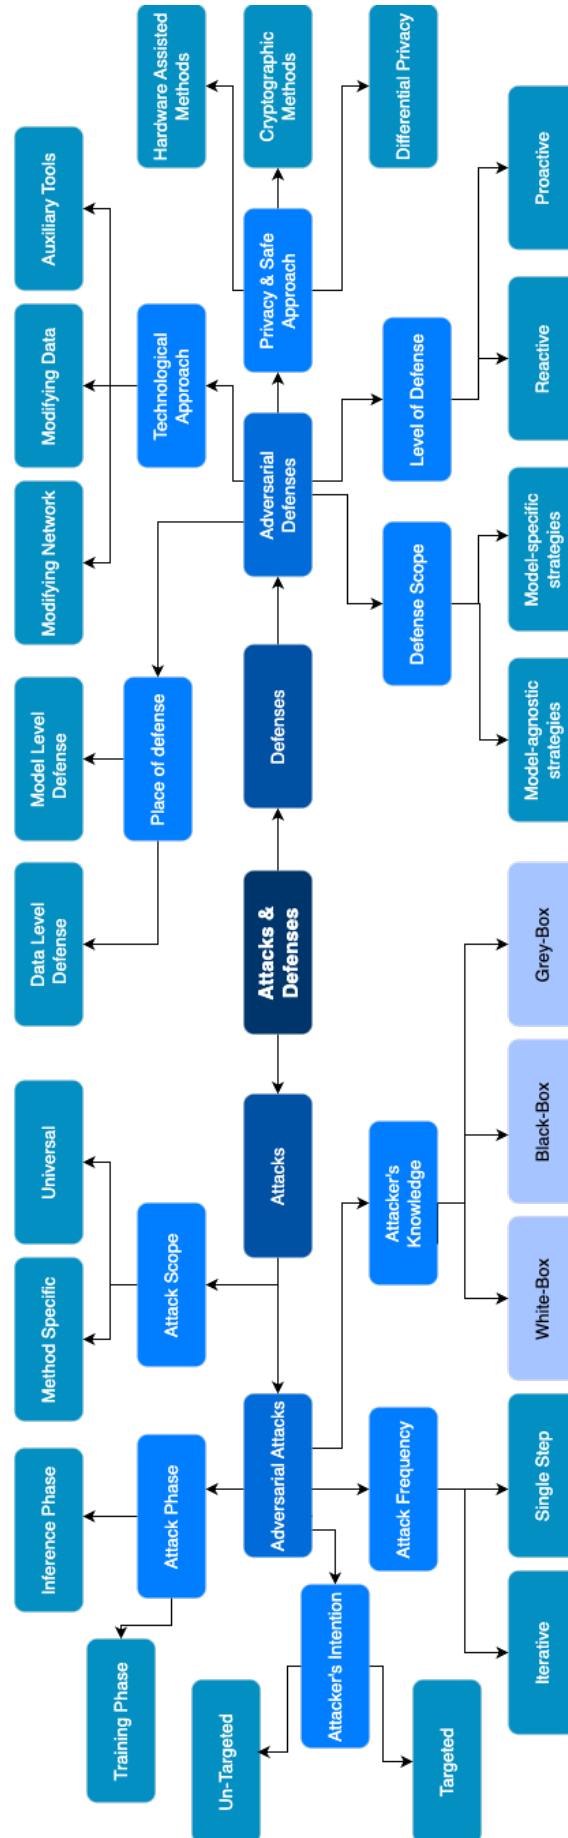 Training Phase
Inference Phase
Method Specific
Universal
Data Level
Defense
Model Level
Defense
Modifying Network
Modifying Data
Auxiliary Tools
Hardware Assisted
Methods
Attack Phase
Attack Scope
Place of defense
Technological
Approach
Un-Targeted
Adversarial Attacks
Attacks
Attacks &
Defenses
Defenses
Adversarial
Defenses
Privacy & Safe
Approach
Cryptographic
Methods
Attacker's Intention
Attack Frequency
Attacker's
Knowledge
Defense Scope
Level of Defense
Differential Privacy
Targeted
Iterative
Single Step
White-Box
Black-Box
Grey-Box
Model-agnostic
strategies
Model-specific
strategies
Reactive
Proactive